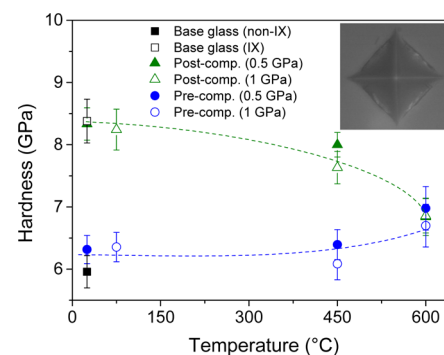 Base glass (non-IX)
Base glass (IX)
Post-comp. (0.5 GPa)
Post-comp. (1 GPa)
Pre-comp. (0.5 GPa)
Pre-comp. (1 GPa)
Hardness (GPa)
10
9
8
7
6
5
0
150
300
450
600
Temperature (°C)